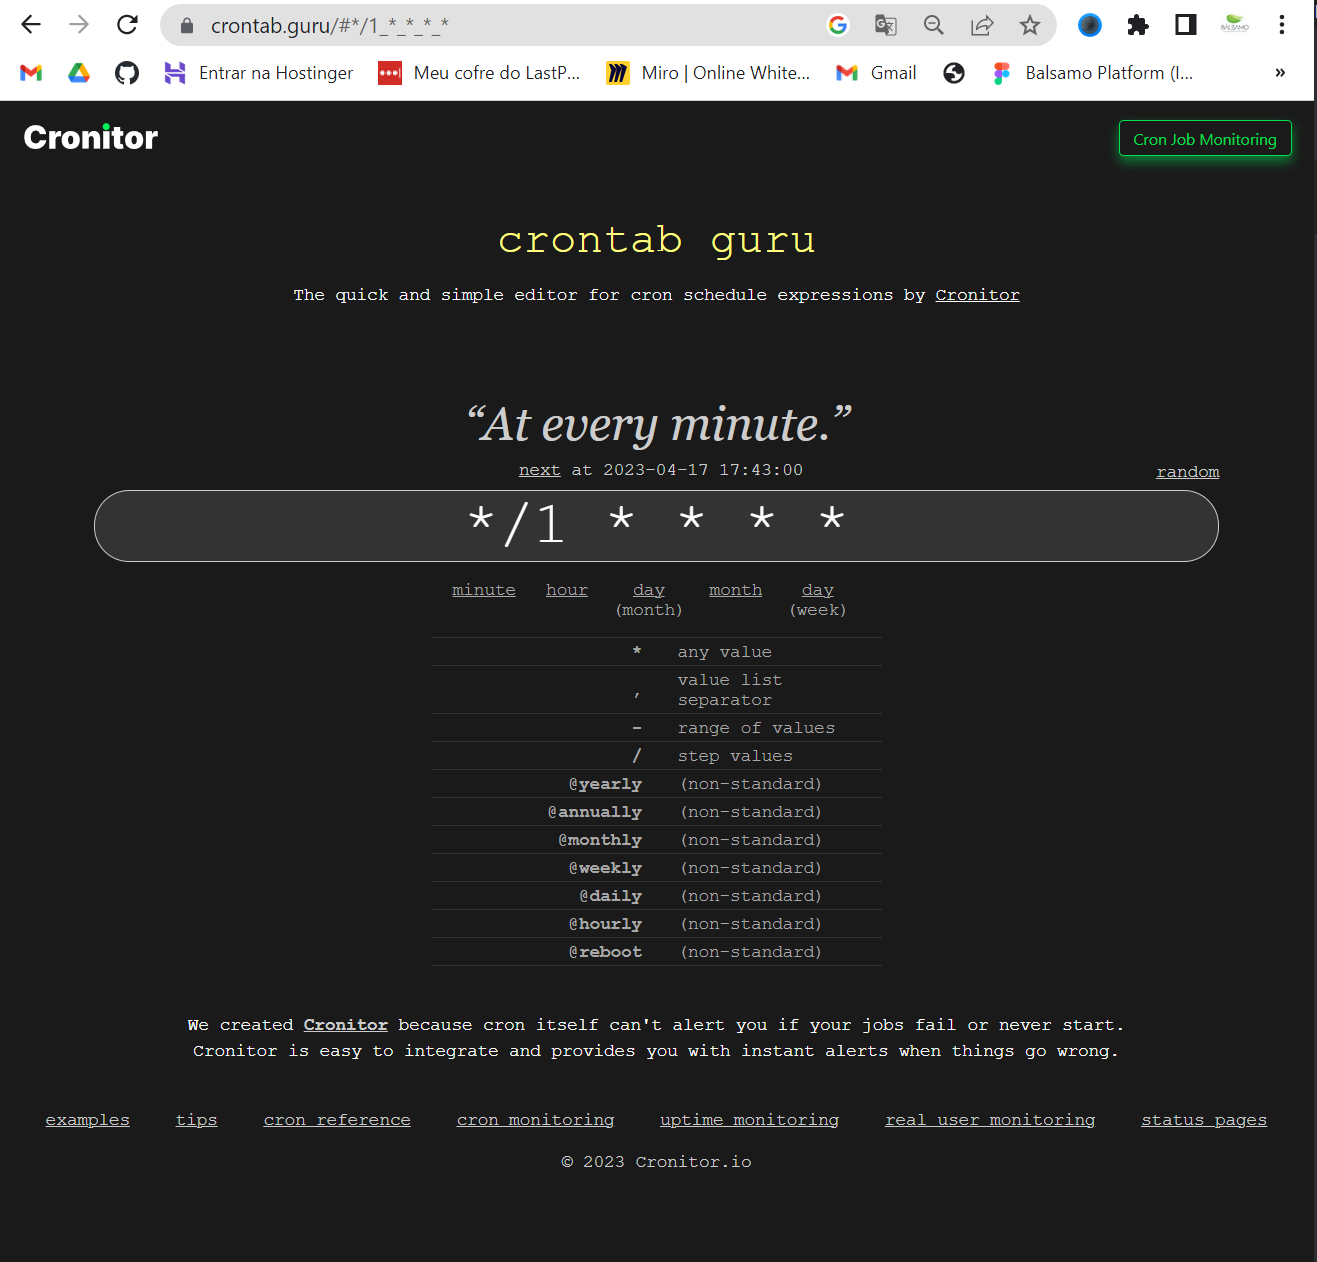 crontab.guru/#*/1_*_*_*_*
Entrar na Hostinger
Meu cofre do LastP...
Miro | Online White...
Gmail
Balsamo Platform (I...
»
Cronitor
Cron Job Monitoring
crontab guru
The quick and simple editor for cron schedule expressions by Cronitor
“At every minute.”
next at 2023-04-17 17:43:00
random
*/1 * * * *
minute hour day (month) month day (week)
* any value
, value list separator
- range of values
/ step values
@yearly (non-standard)
@annually (non-standard)
@monthly (non-standard)
@weekly (non-standard)
@daily (non-standard)
@hourly (non-standard)
@reboot (non-standard)
We created Cronitor because cron itself can't alert you if your jobs fail or never start.
Cronitor is easy to integrate and provides you with instant alerts when things go wrong.
examples tips cron reference cron monitoring uptime monitoring real user monitoring status pages
© 2023 Cronitor.io